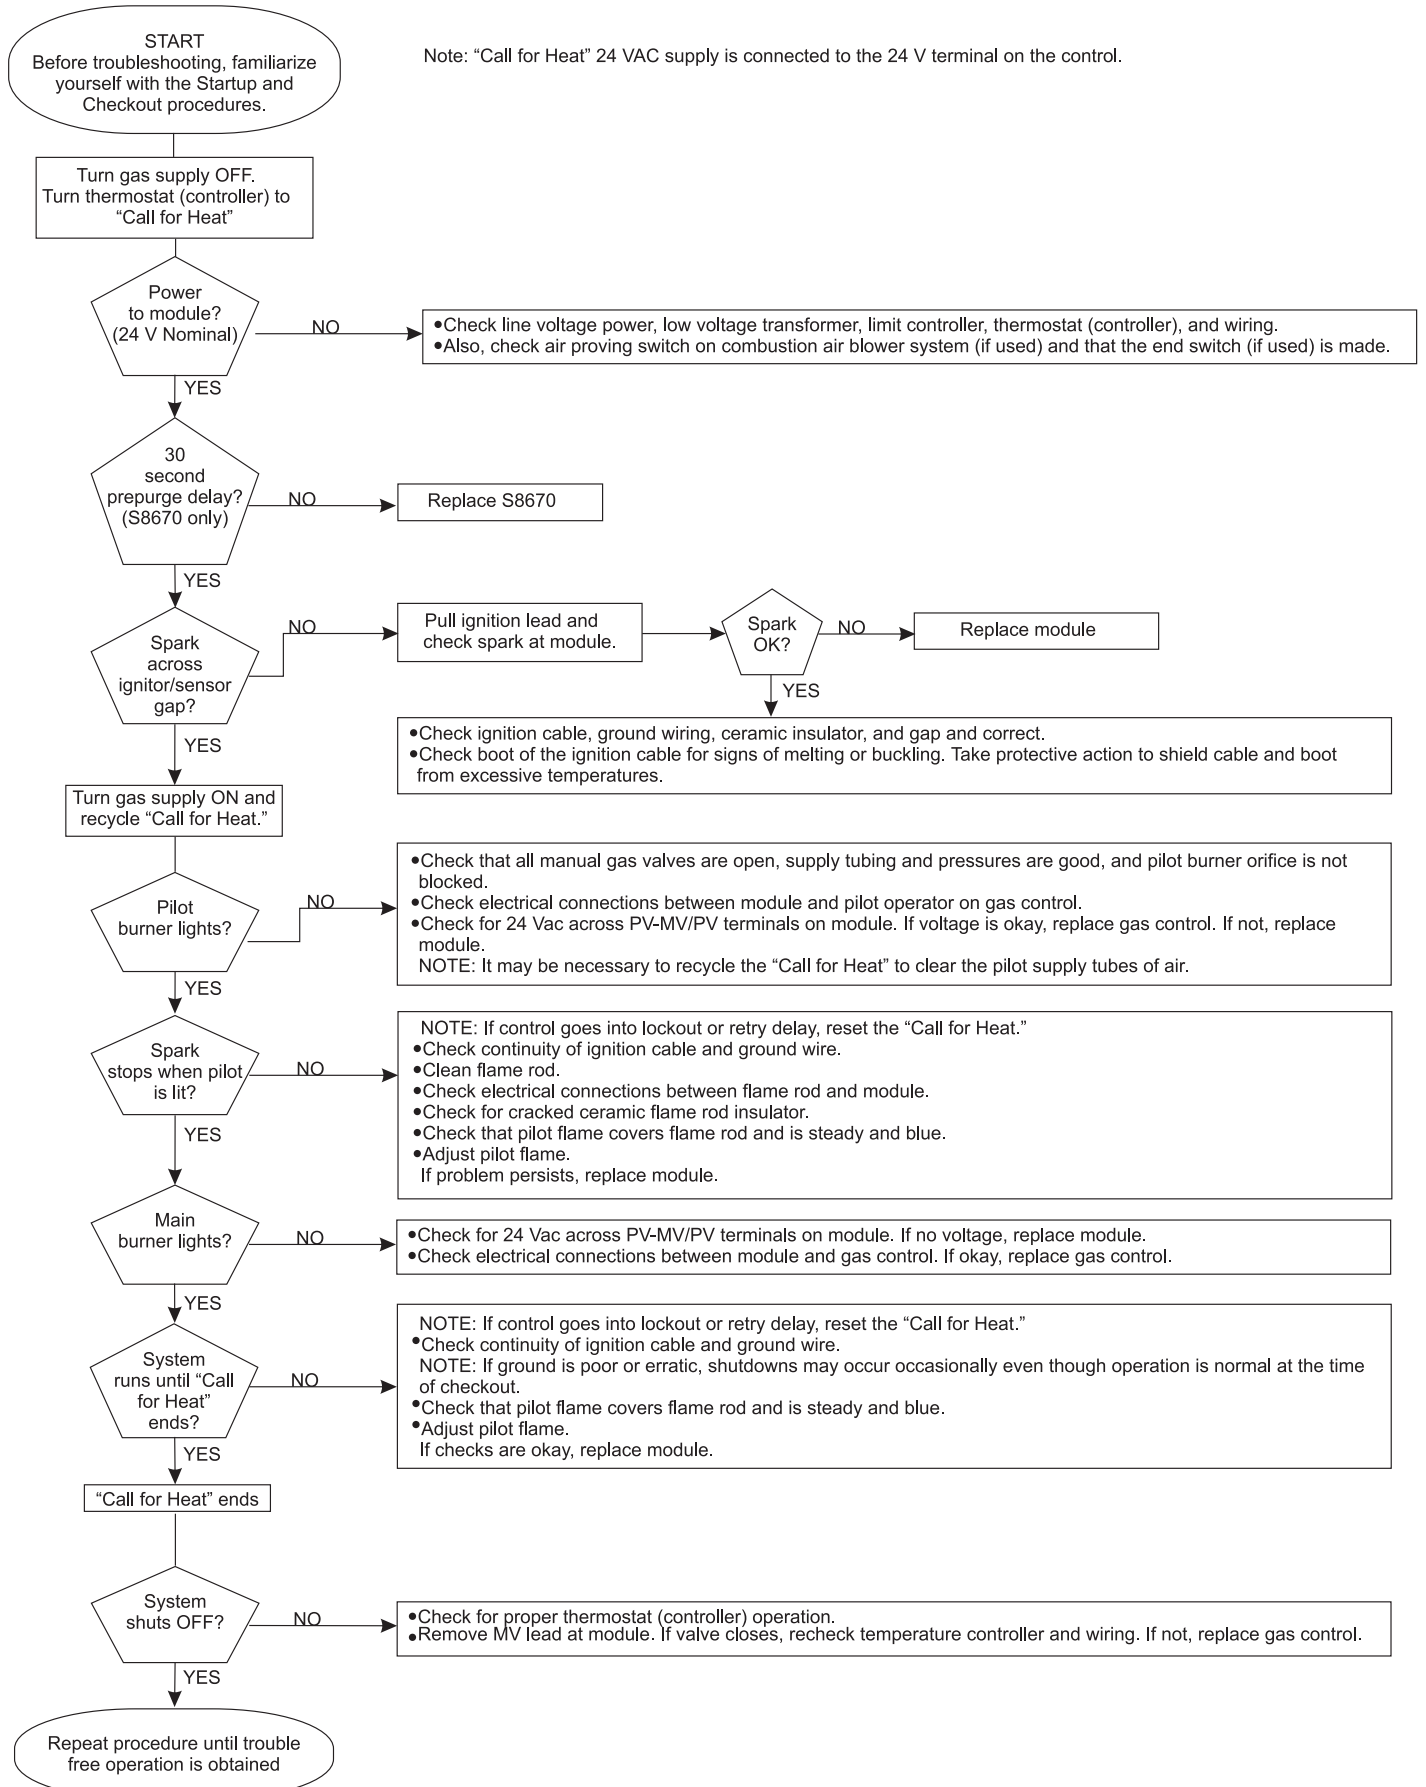 START
Before troubleshooting, familiarize
yourself with the Startup and
Checkout procedures.
Note: “Call for Heat” 24 VAC supply is connected to the 24 V terminal on the control.
Turn gas supply OFF.
Turn thermostat (controller) to
“Call for Heat”
Power
to module?
(24 V Nominal)
NO
•Check line voltage power, low voltage transformer, limit controller, thermostat (controller), and wiring.
•Also, check air proving switch on combustion air blower system (if used) and that the end switch (if used) is made.
YES
30
second
prepurge delay?
(S8670 only)
NO
Replace S8670
YES
Spark
across
ignitor/sensor
gap?
NO
Pull ignition lead and
check spark at module.
Spark
OK?
NO
Replace module
YES
•Check ignition cable, ground wiring, ceramic insulator, and gap and correct.
•Check boot of the ignition cable for signs of melting or buckling. Take protective action to shield cable and boot
from excessive temperatures.
YES
Turn gas supply ON and
recycle “Call for Heat.”
Pilot
burner lights?
NO
•Check that all manual gas valves are open, supply tubing and pressures are good, and pilot burner orifice is not
blocked.
•Check electrical connections between module and pilot operator on gas control.
•Check for 24 Vac across PV-MV/PV terminals on module. If voltage is okay, replace gas control. If not, replace
module.
NOTE: It may be necessary to recycle the “Call for Heat” to clear the pilot supply tubes of air.
YES
Spark
stops when pilot
is lit?
NO
NOTE: If control goes into lockout or retry delay, reset the “Call for Heat.”
•Check continuity of ignition cable and ground wire.
•Clean flame rod.
•Check electrical connections between flame rod and module.
•Check for cracked ceramic flame rod insulator.
•Check that pilot flame covers flame rod and is steady and blue.
•Adjust pilot flame.
If problem persists, replace module.
YES
Main
burner lights?
NO
•Check for 24 Vac across PV-MV/PV terminals on module. If no voltage, replace module.
•Check electrical connections between module and gas control. If okay, replace gas control.
YES
System
runs until “Call
for Heat”
ends?
NO
NOTE: If control goes into lockout or retry delay, reset the “Call for Heat.”
•Check continuity of ignition cable and ground wire.
NOTE: If ground is poor or erratic, shutdowns may occur occasionally even though operation is normal at the time
of checkout.
•Check that pilot flame covers flame rod and is steady and blue.
•Adjust pilot flame.
If checks are okay, replace module.
YES
“Call for Heat” ends
System
shuts OFF?
NO
•Check for proper thermostat (controller) operation.
•Remove MV lead at module. If valve closes, recheck temperature controller and wiring. If not, replace gas control.
YES
Repeat procedure until trouble
free operation is obtained